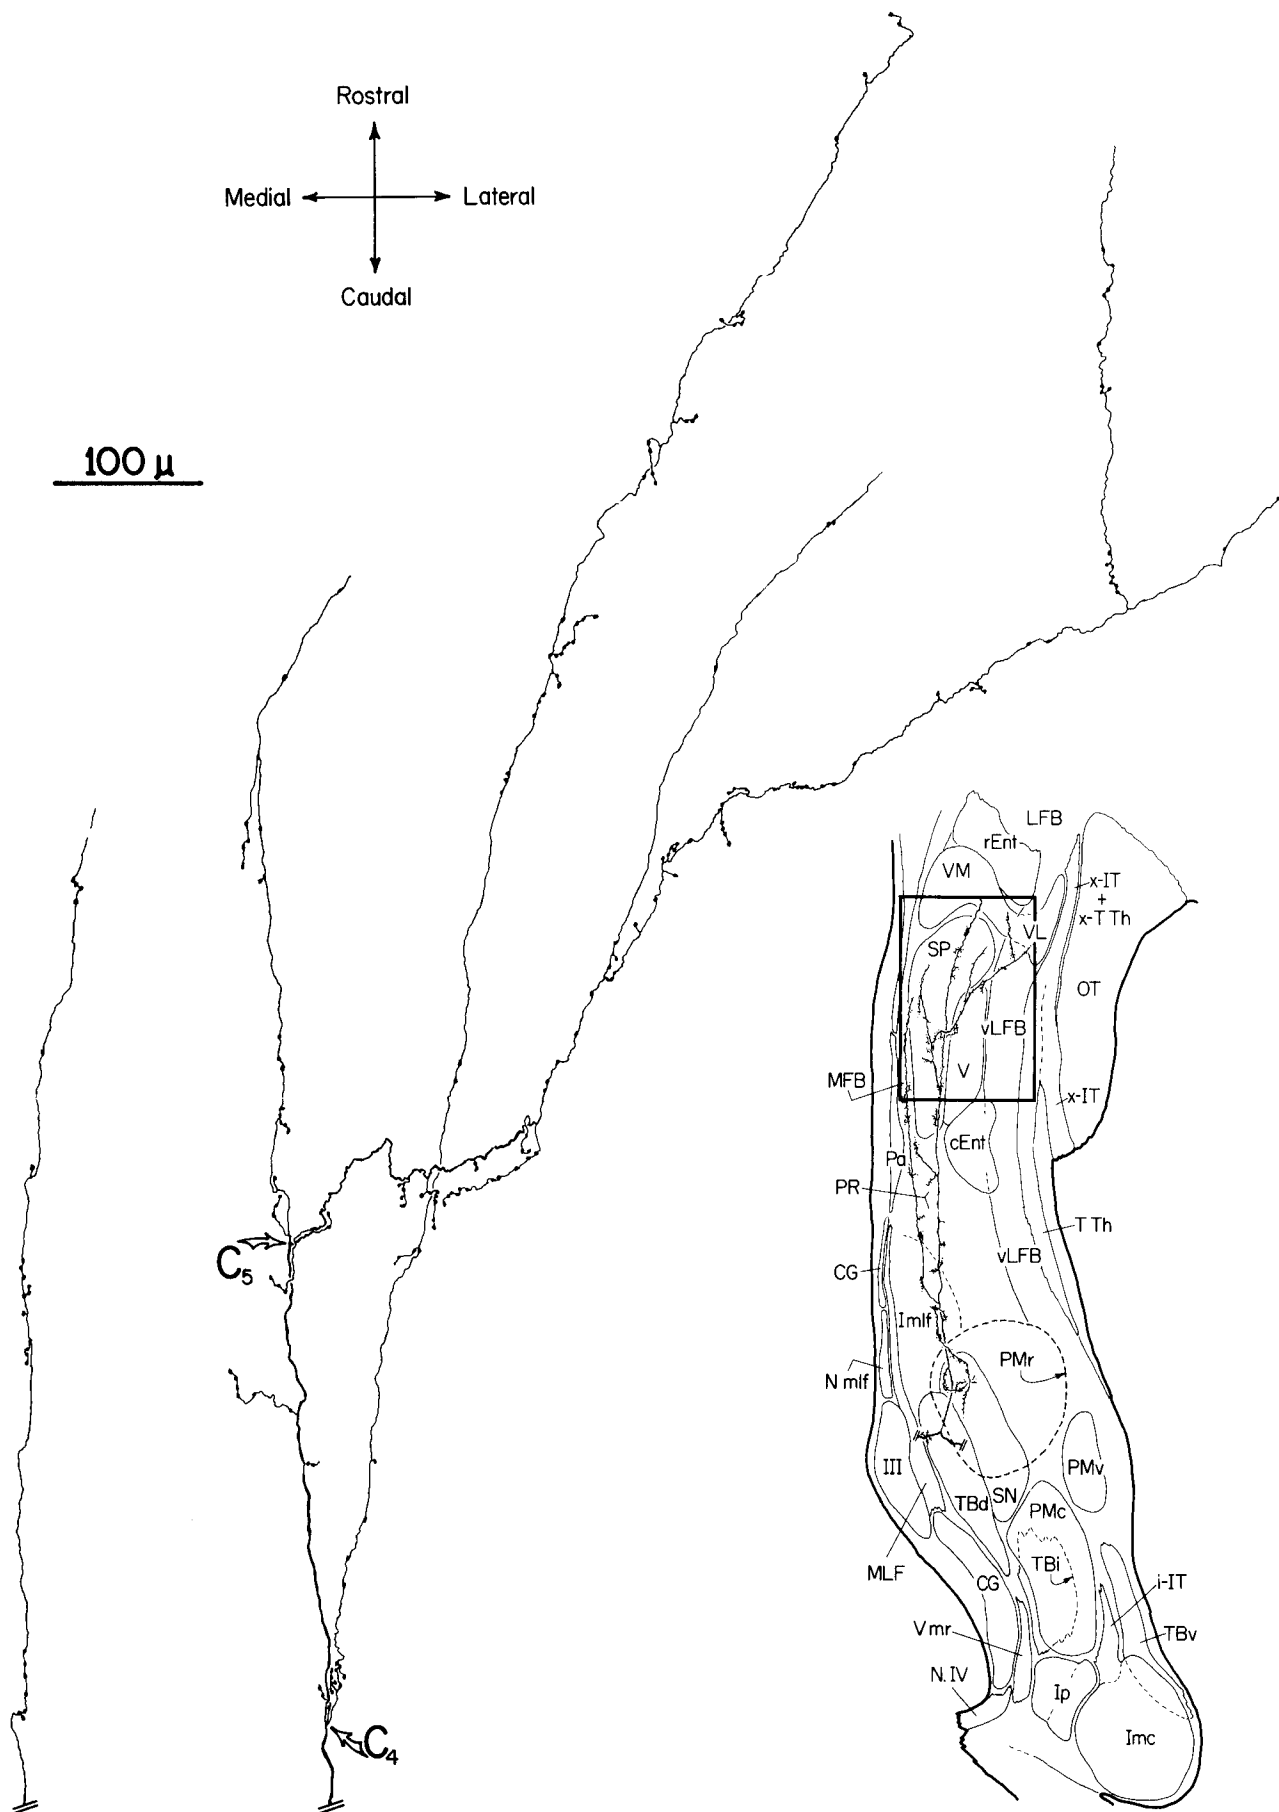 Rostral
Medial
Lateral
Caudal
100 μ
C5
C4
LFB
rEnt
VM
x-IT
+
x-T Th
VL
SP
OT
vLFB
V
MFB
x-IT
cEnt
Pa
PR
T Th
vLFB
CG
Imlf
PMr
N mlf
III
PMv
SN
TBd
PMc
TBi
MLF
CG
i-IT
V mr
TBv
N.IV
Ip
Imc